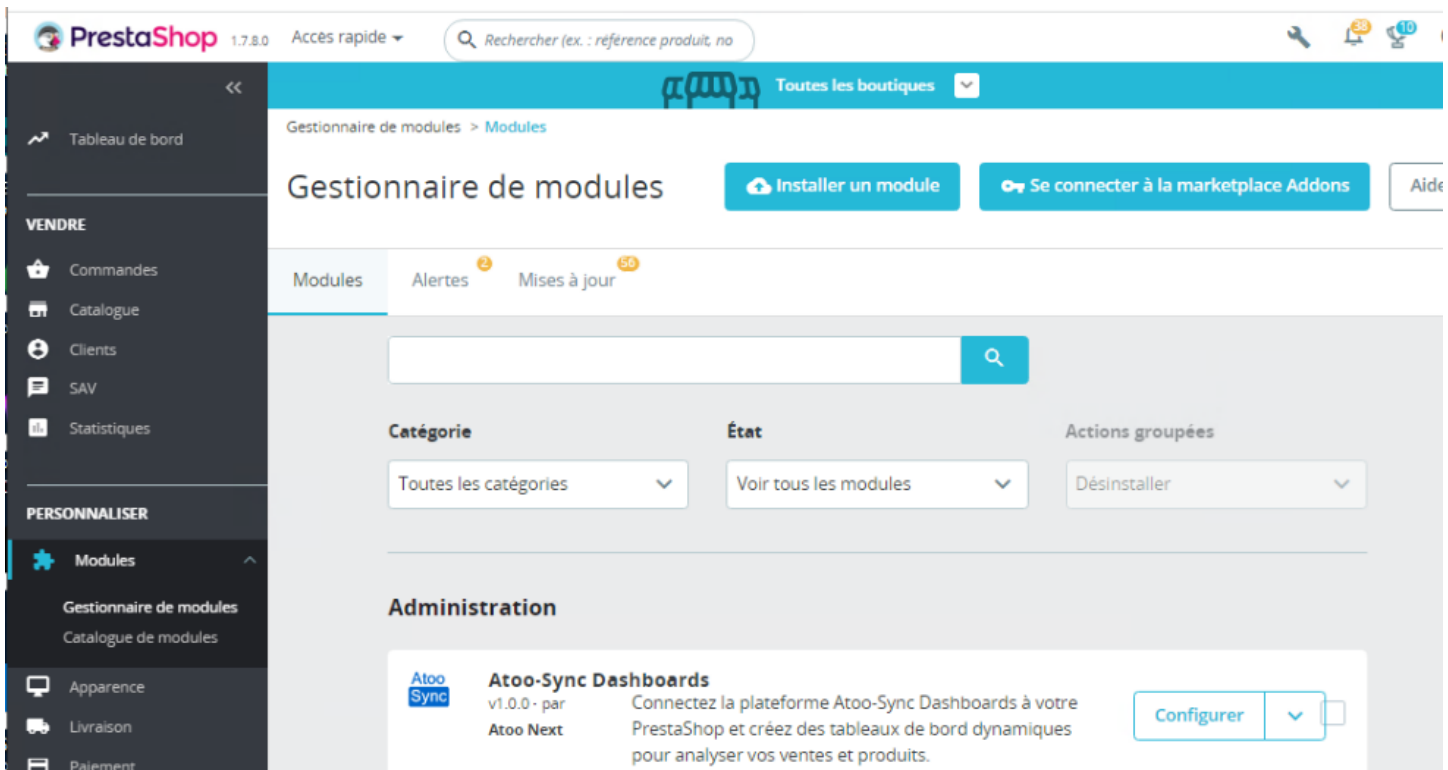 PrestaShop 1.7.8.0 Accès rapide Rechercher (ex. : référence produit, no 38 10
Toutes les boutiques
Tableau de bord
VENDRE
Commandes
Catalogue
Clients
SAV
Statistiques
PERSONNALISER
Modules
Gestionnaire de modules
Catalogue de modules
Apparence
Livraison
Paiement
Gestionnaire de modules > Modules
Gestionnaire de modules
Installer un module
Se connecter à la marketplace Addons
Aide
Modules Alertes 2 Mises à jour 56
Catégorie État Actions groupées
Toutes les catégories Voir tous les modules Désinstaller
Administration
Atoo
Sync
Atoo-Sync Dashboards
v1.0.0 - par
Atoo Next
Connectez la plateforme Atoo-Sync Dashboards à votre
PrestaShop et créez des tableaux de bord dynamiques
pour analyser vos ventes et produits.
Configurer